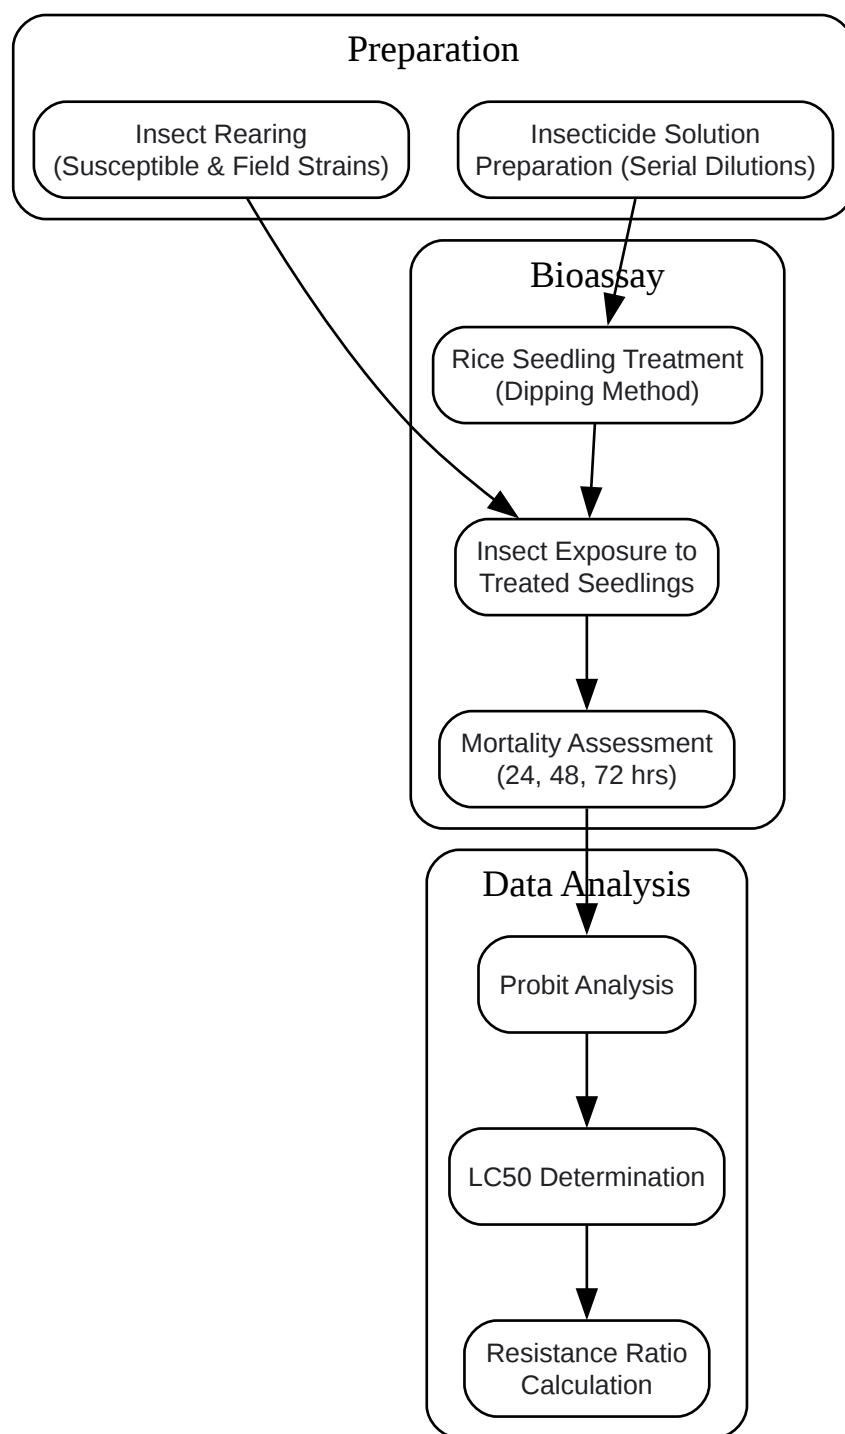 Preparation
Insect Rearing
(Susceptible & Field Strains)
Insecticide Solution
Preparation (Serial Dilutions)
Bioassay
Rice Seedling Treatment
(Dipping Method)
Insect Exposure to
Treated Seedlings
Mortality Assessment
(24, 48, 72 hrs)
Data Analysis
Probit Analysis
LC50 Determination
Resistance Ratio
Calculation